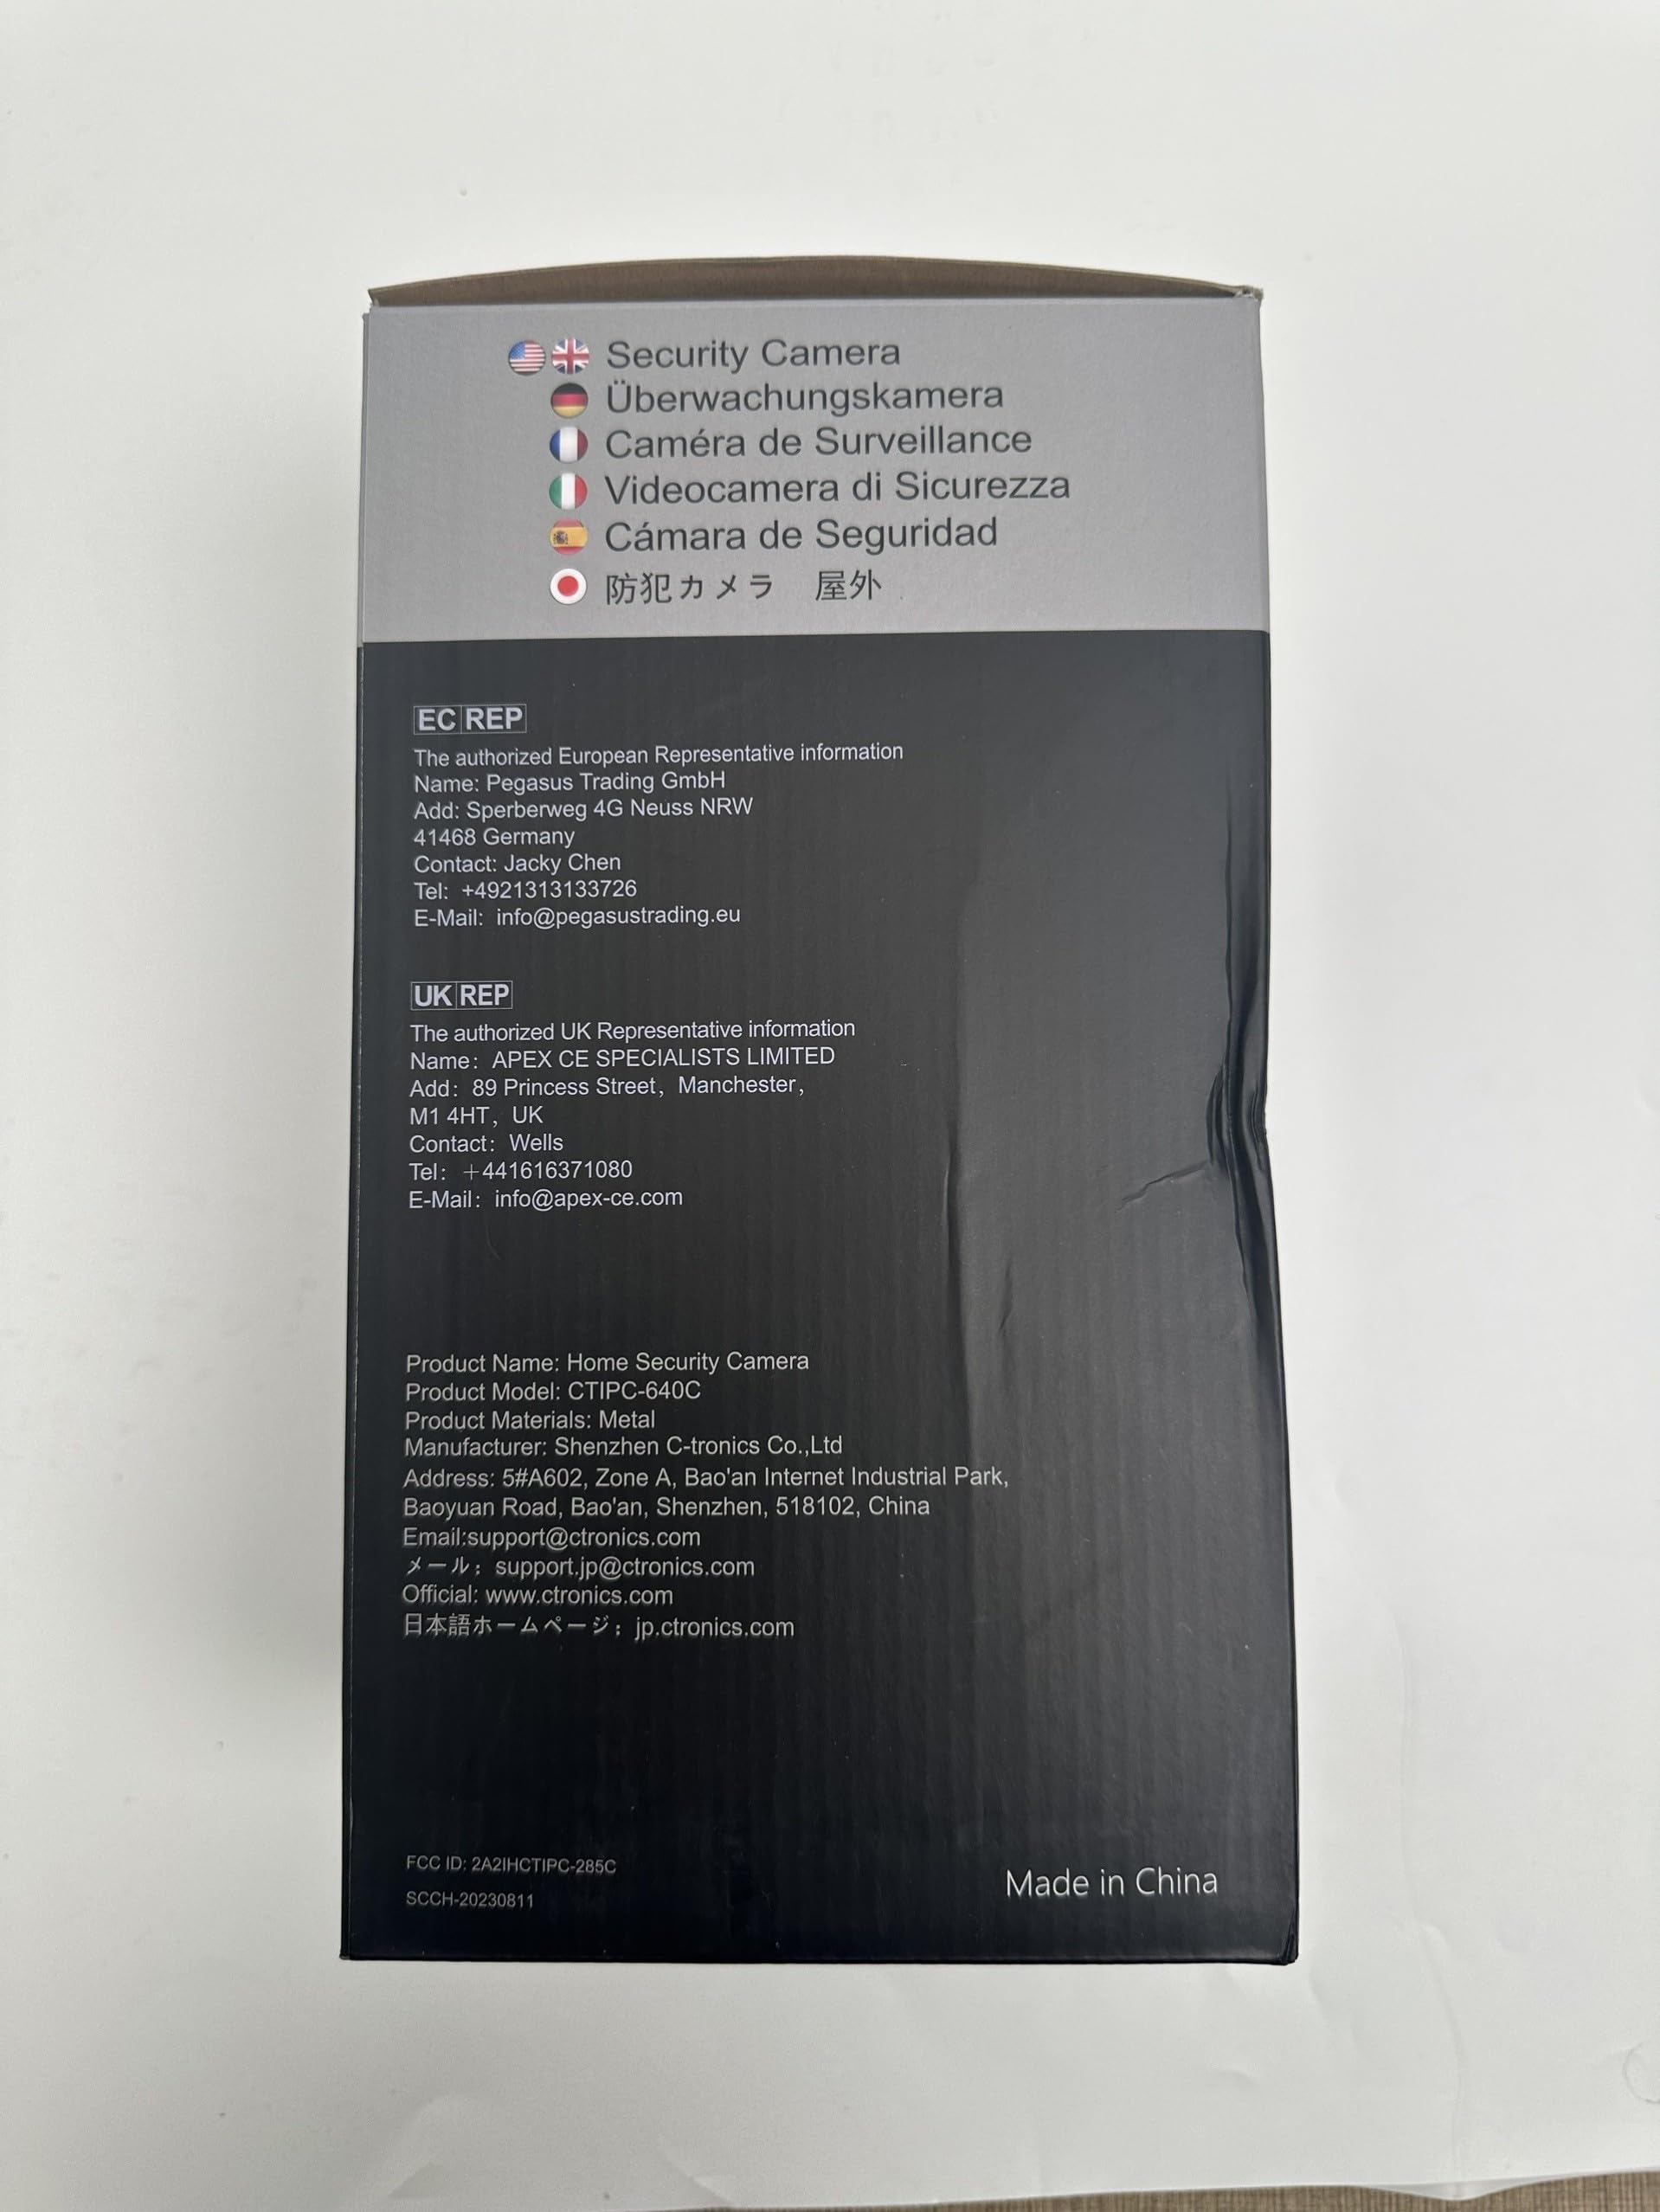 Security Camera
Überwachungskamera
Caméra de Surveillance
Videocamera di Sicurezza
Cámara de Seguridad
防犯カメラ　屋外
EC REP
The authorized European Representative information
Name: Pegasus Trading GmbH
Add: Sperberweg 4G Neuss NRW
41468 Germany
Contact: Jacky Chen
Tel: +4921313133726
E-Mail: info@pegasustrading.eu
UK REP
The authorized UK Representative information
Name：APEX CE SPECIALISTS LIMITED
Add：89 Princess Street，Manchester，
M1 4HT，UK
Contact：Wells
Tel：+441616371080
E-Mail：info@apex-ce.com
Product Name: Home Security Camera
Product Model: CTIPC-640C
Product Materials: Metal
Manufacturer: Shenzhen C-tronics Co.,Ltd
Address: 5#A602, Zone A, Bao'an Internet Industrial Park,
Baoyuan Road, Bao'an, Shenzhen, 518102, China
Email:support@ctronics.com
メール：support.jp@ctronics.com
Official: www.ctronics.com
日本語ホームページ：jp.ctronics.com
FCC ID: 2A2IHCTIPC-285C
SCCH-20230811
Made in China